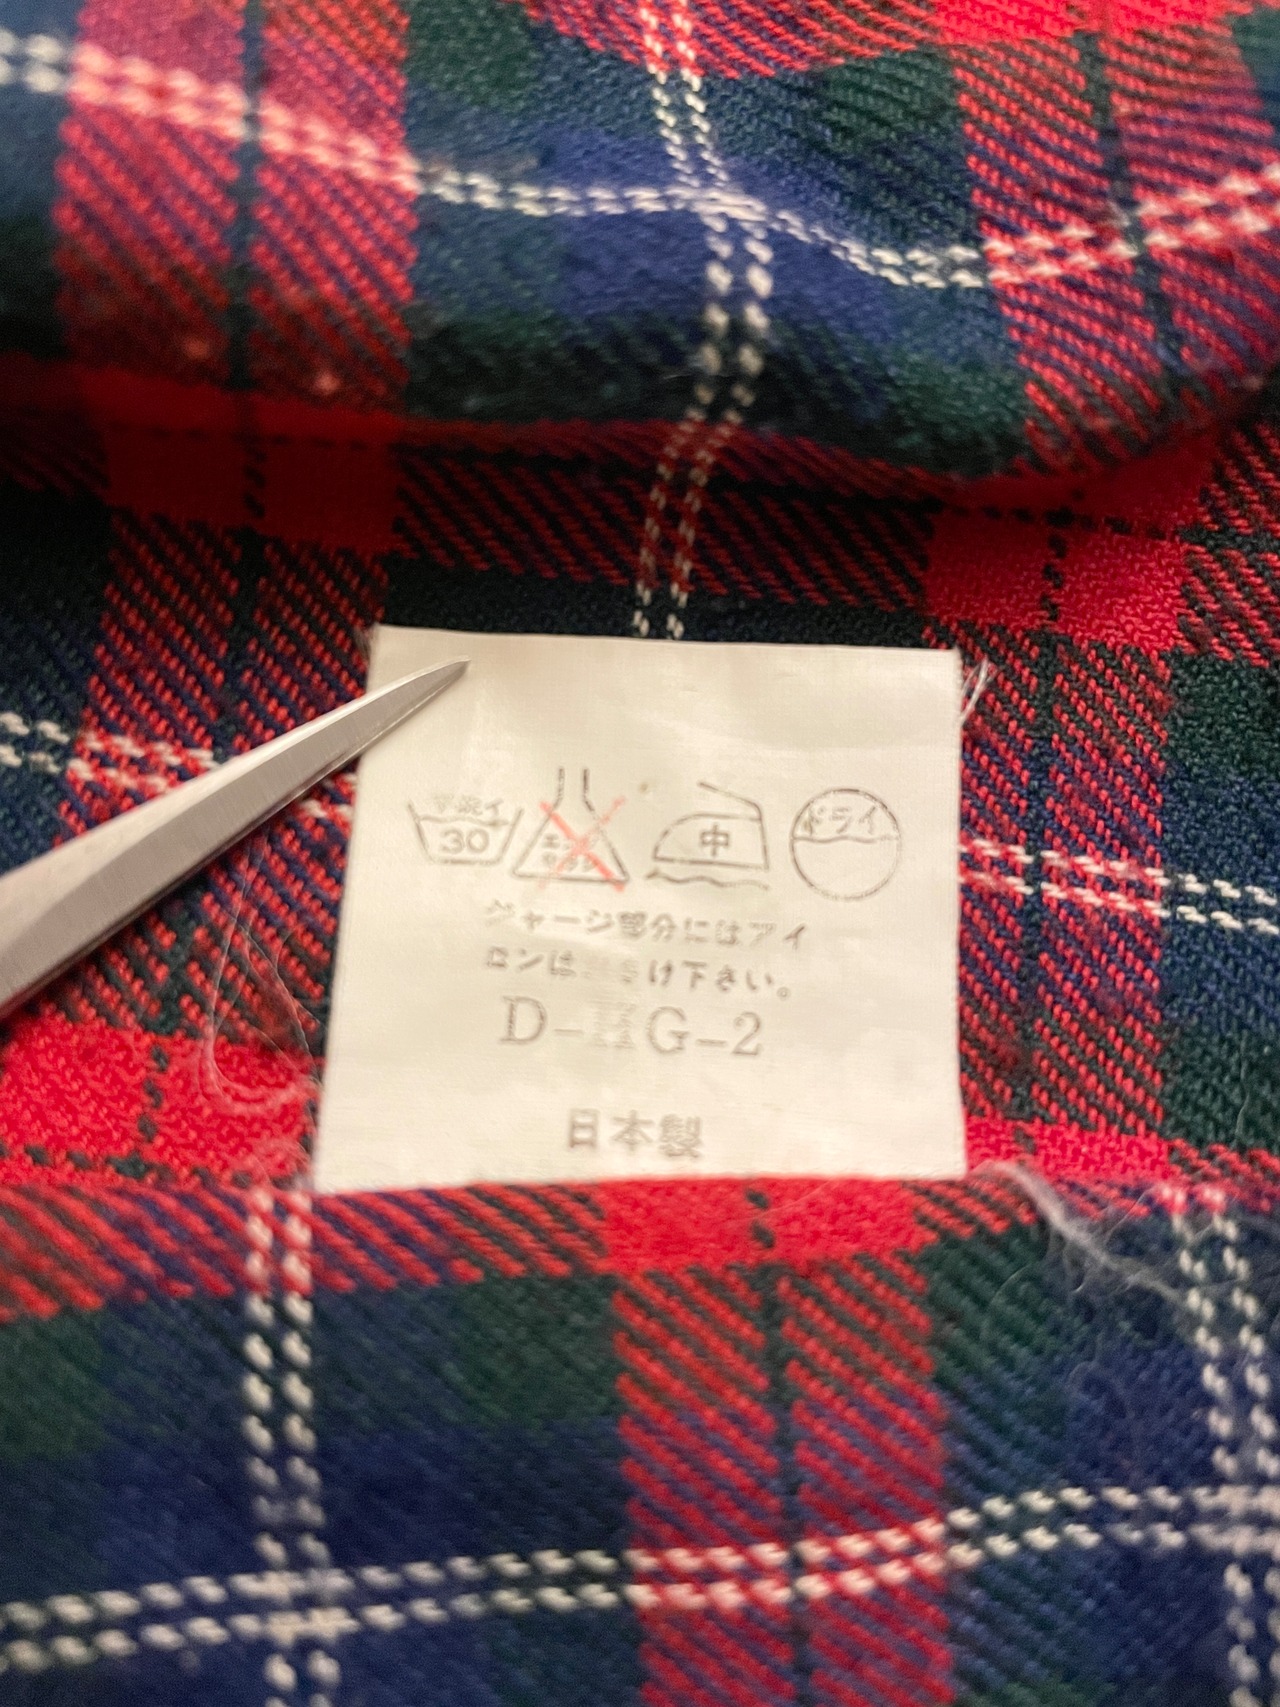 手洗イ 30 中 ドライ
ジャージ部分にはアイ
ロンは け下さい。
D- G-2
日本製